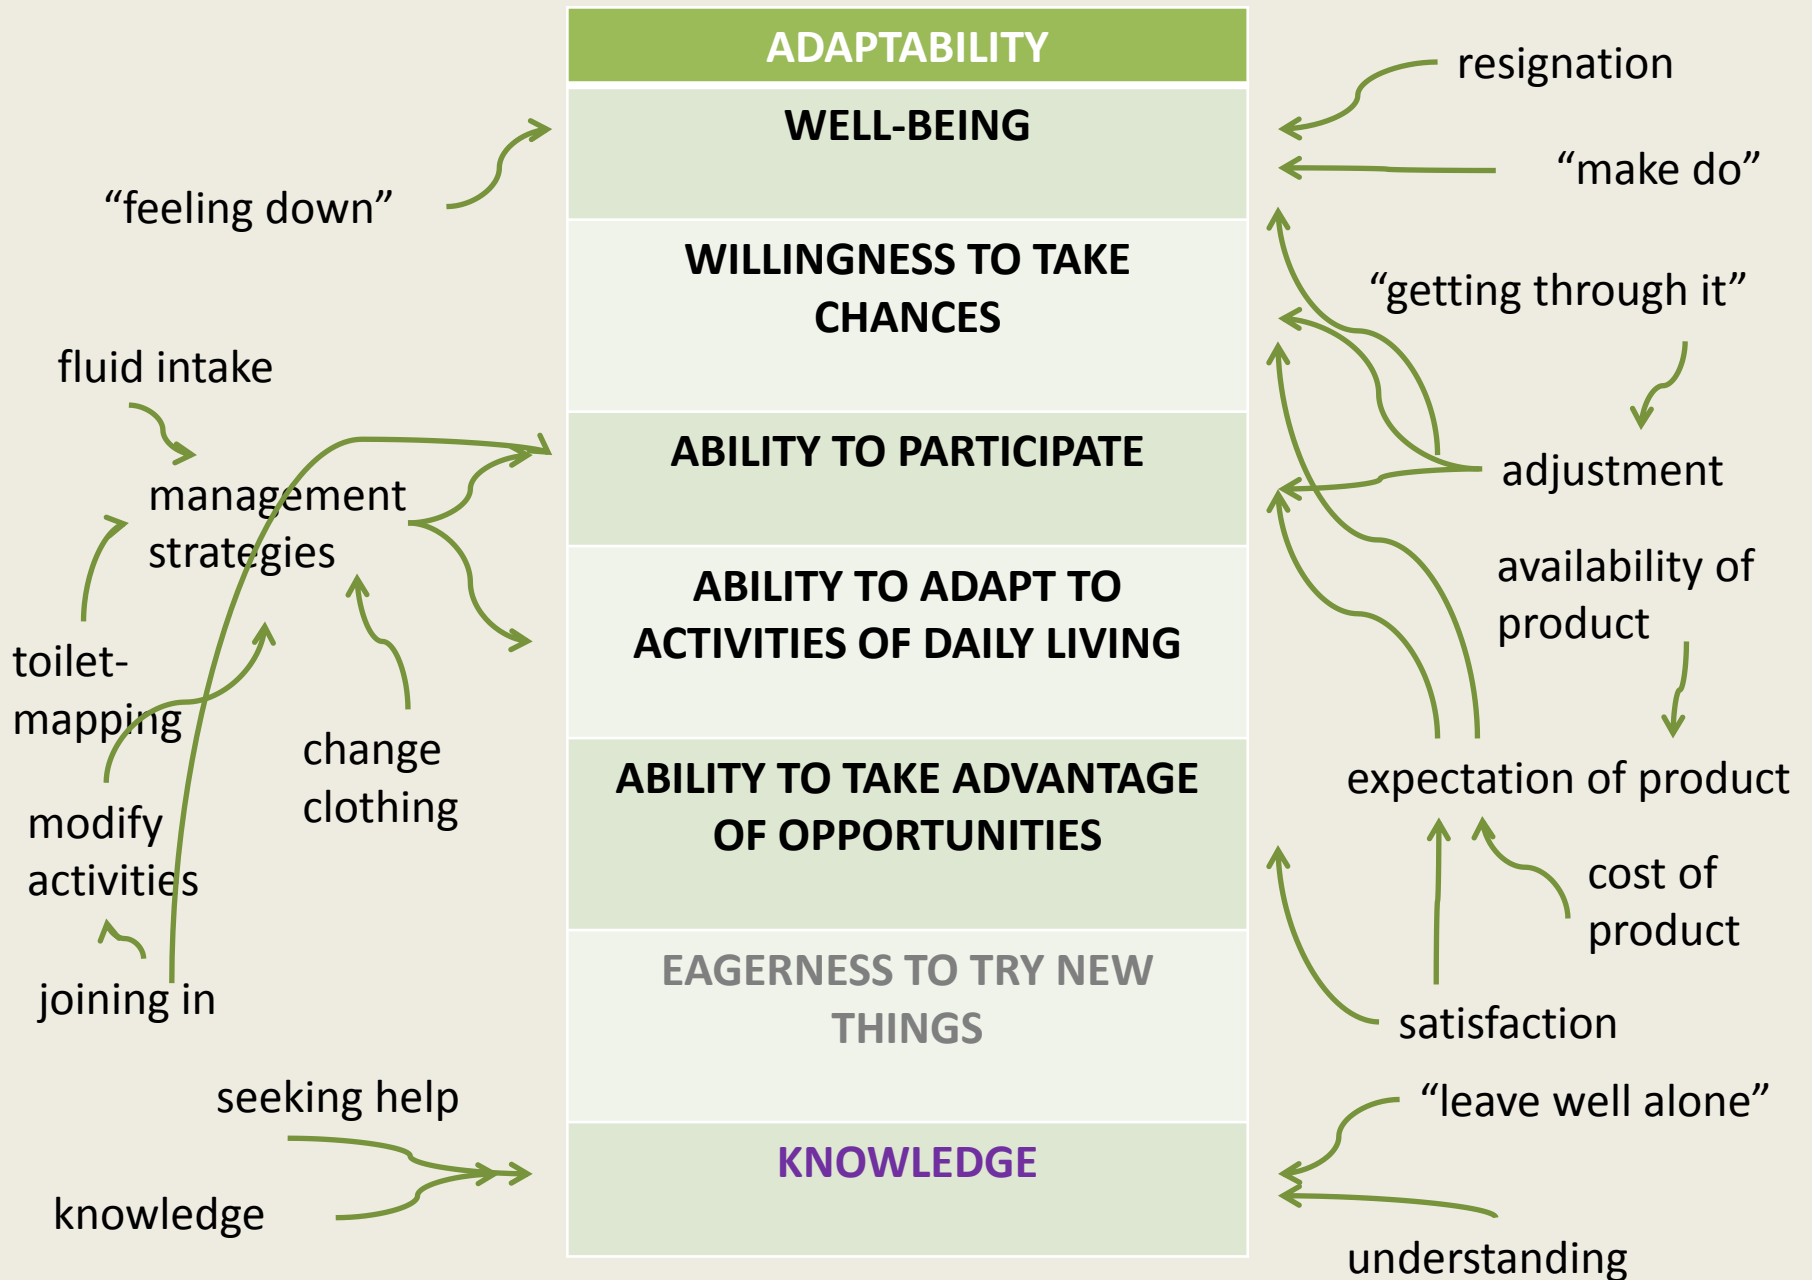 ADAPTABILITY
WELL-BEING
WILLINGNESS TO TAKE
CHANCES
ABILITY TO PARTICIPATE
ABILITY TO ADAPT TO
ACTIVITIES OF DAILY LIVING
ABILITY TO TAKE ADVANTAGE
OF OPPORTUNITIES
EAGERNESS TO TRY NEW
THINGS
KNOWLEDGE
“feeling down”
fluid intake
management
strategies
toilet-
mapping
change
clothing
modify
activities
joining in
seeking help
knowledge
resignation
“make do”
“getting through it”
adjustment
availability of
product
expectation of product
cost of
product
satisfaction
“leave well alone”
understanding